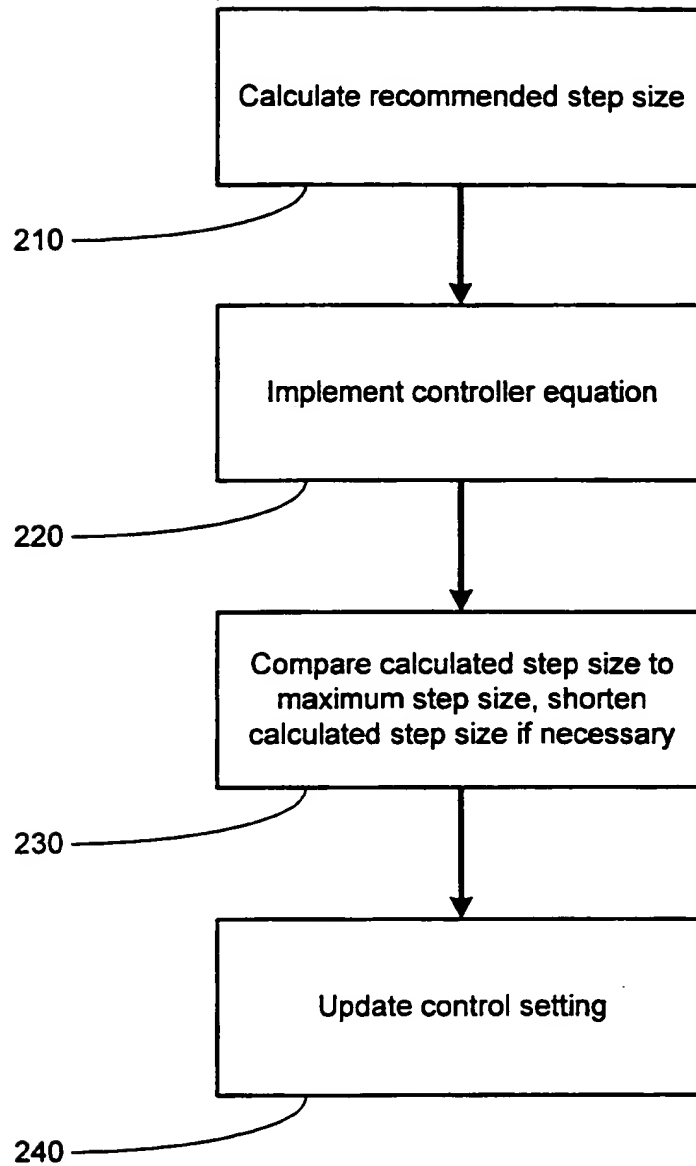 Calculate recommended step size
210
Implement controller equation
220
Compare calculated step size to
maximum step size, shorten
calculated step size if necessary
230
Update control setting
240